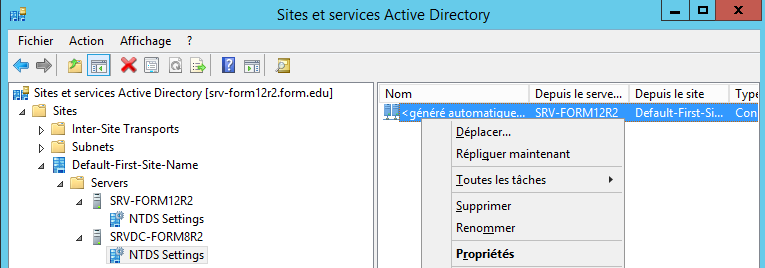 Sites et services Active Directory
Fichier Action Affichage ?
Sites et services Active Directory [srv-form12r2.form.edu]
Sites
Inter-Site Transports
Subnets
Default-First-Site-Name
Servers
SRV-FORM12R2
NTDS Settings
SRVDC-FORM8R2
NTDS Settings
Nom Depuis le serve... Depuis le site Type
<généré automatique... SRV-FORM12R2 Default-First-Si... Con
Déplacer...
Répliquer maintenant
Toutes les tâches
Supprimer
Renommer
Propriétés